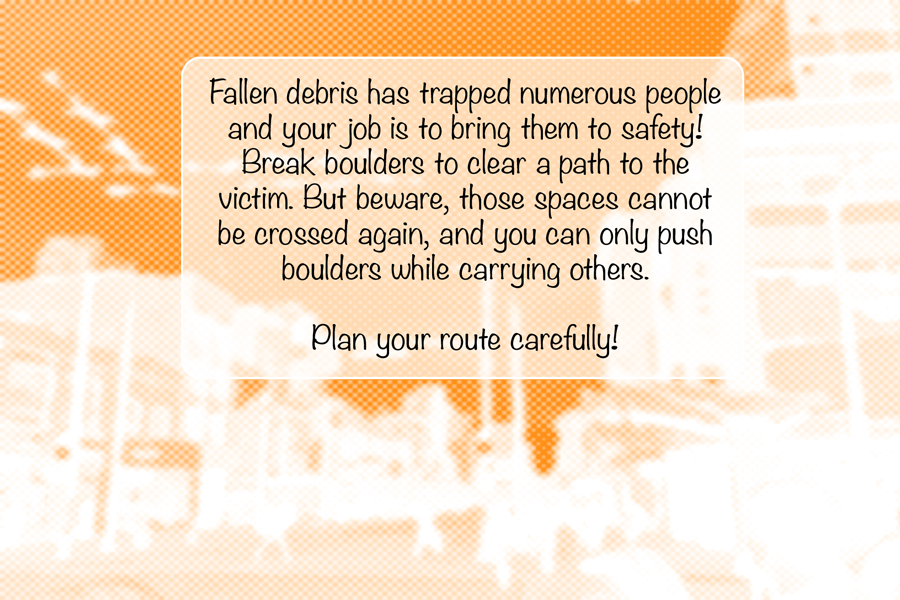 Fallen debris has trapped numerous people
and your job is to bring them to safety!
Break boulders to clear a path to the
victim. But beware, those spaces cannot
be crossed again, and you can only push
boulders while carrying others.
Plan your route carefully!